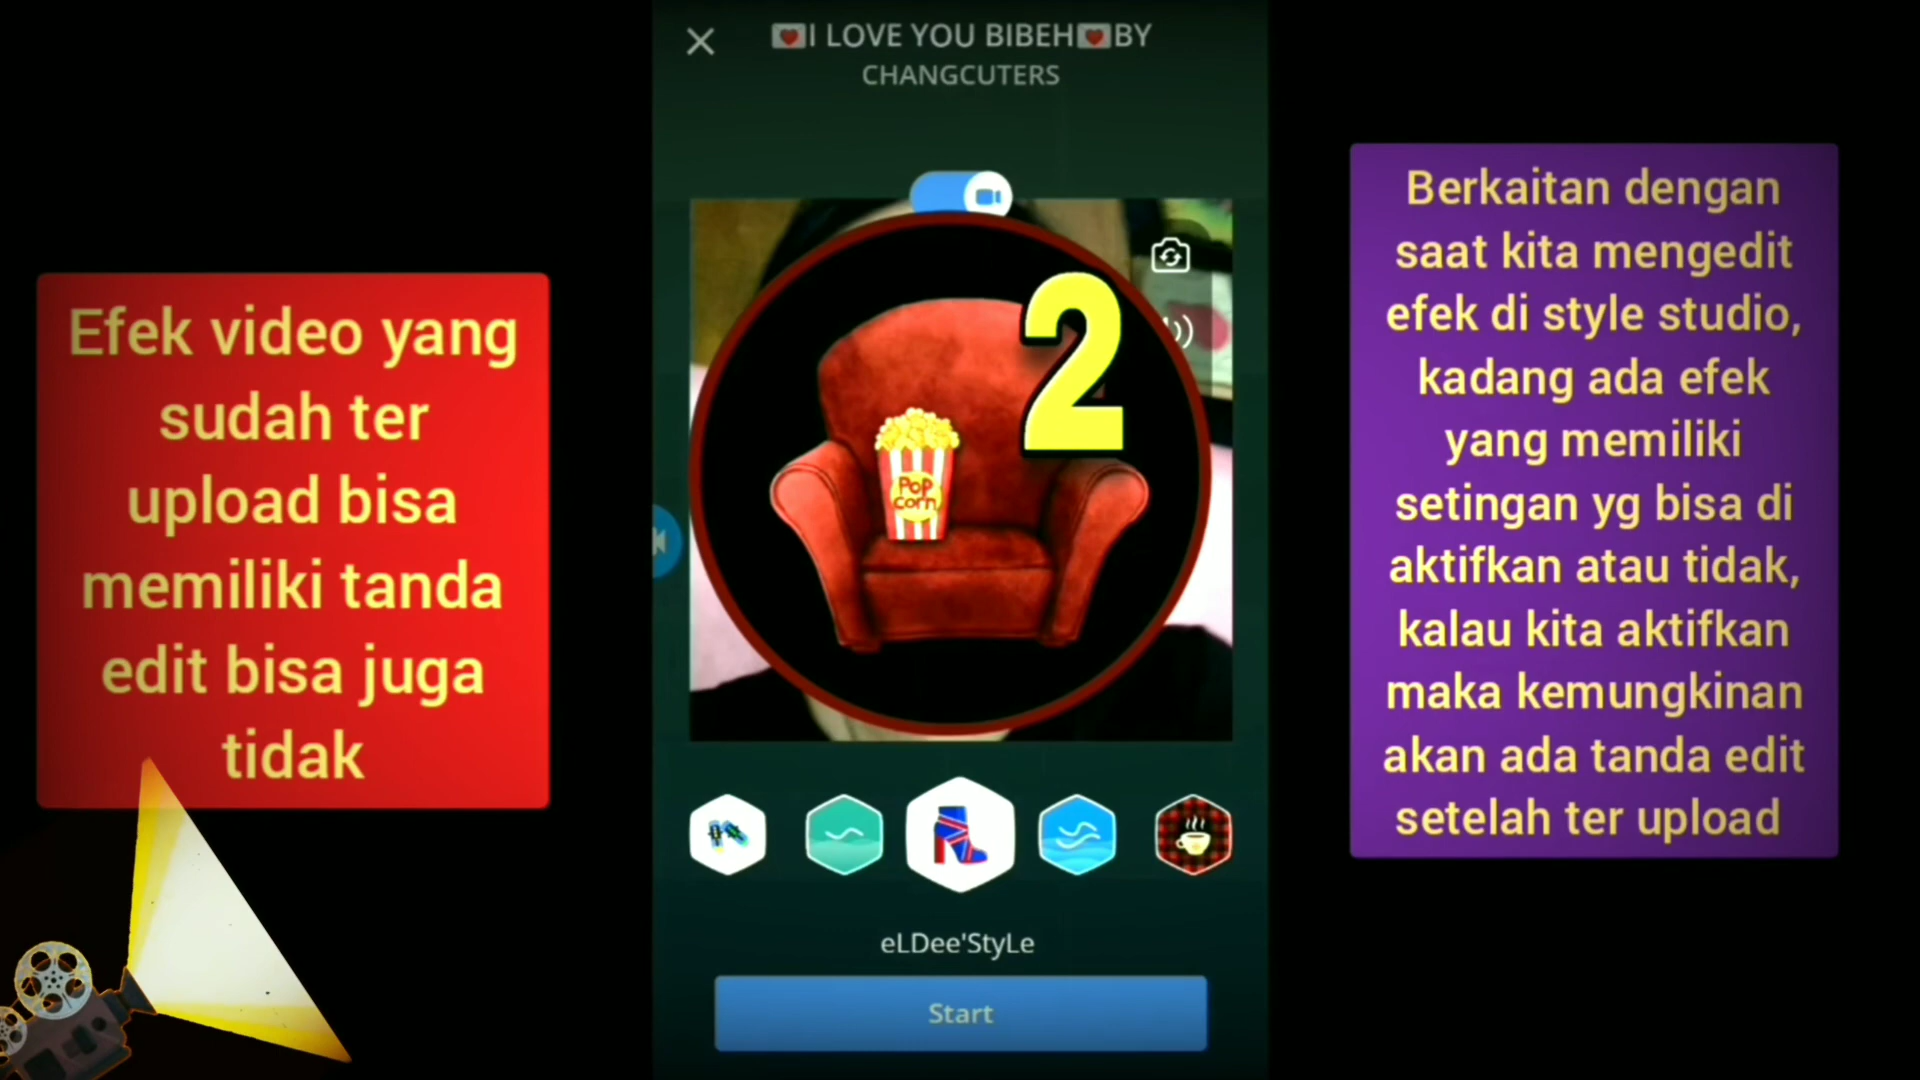 I LOVE YOU BIBEH BY
CHANGCUTERS
Efek video yang
sudah ter
upload bisa
memiliki tanda
edit bisa juga
tidak
2
Pop
corn
Berkaitan dengan
saat kita mengedit
efek di style studio,
kadang ada efek
yang memiliki
setingan yg bisa di
aktifkan atau tidak,
kalau kita aktifkan
maka kemungkinan
akan ada tanda edit
setelah ter upload
eLDee'StyLe
Start